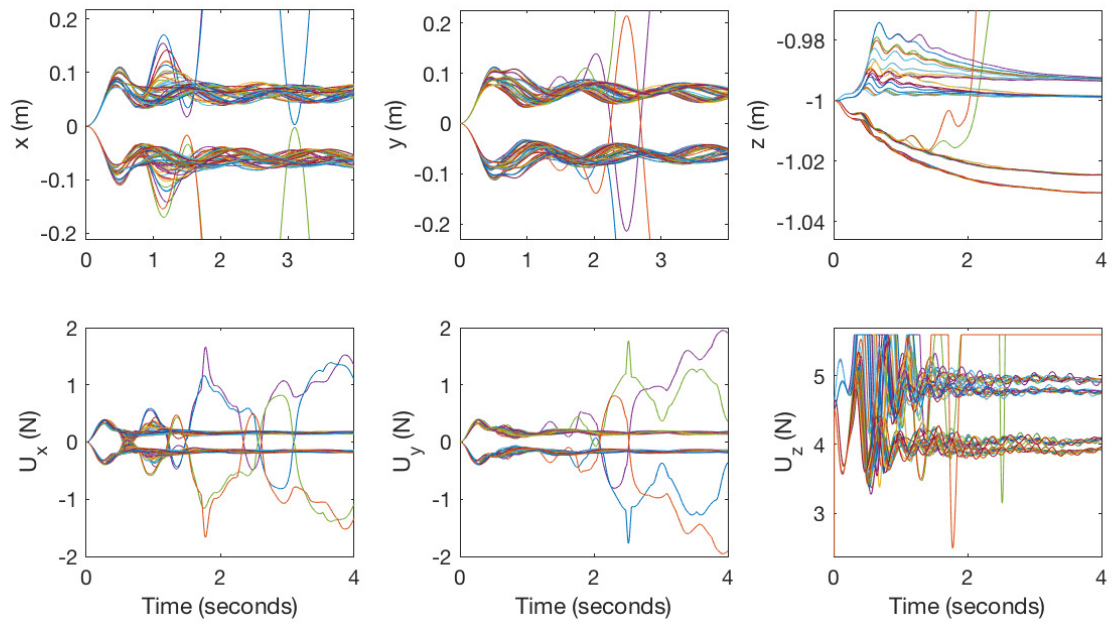 x (m)
0.2
0.1
0
-0.1
-0.2
0 1 2 3
y (m)
0.2
0.1
0
-0.1
-0.2
0 1 2 3
z (m)
-0.98
-1
-1.02
-1.04
0 2 4
U_x (N)
2
1
0
-1
-2
0 2 4
Time (seconds)
U_y (N)
2
1
0
-1
-2
0 2 4
Time (seconds)
U_z (N)
5
4
3
0 2 4
Time (seconds)